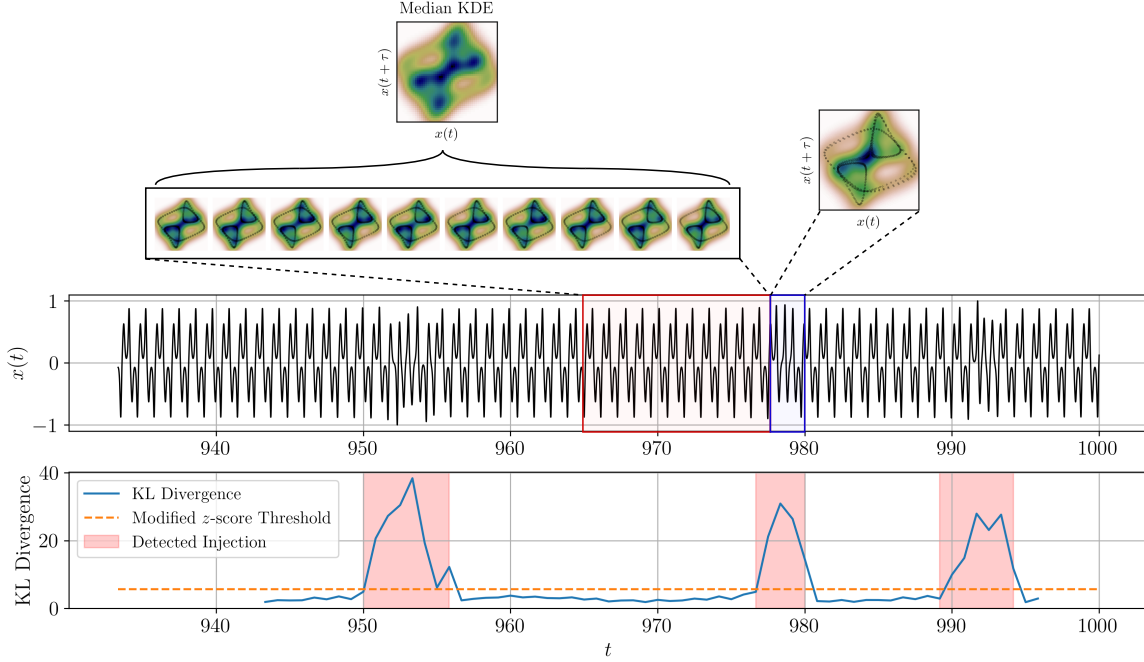 Median KDE
x(t + τ)
x(t)
x(t + τ)
x(t)
1
0
−1
x(t)
940
950
960
970
980
990
1000
40
20
0
KL Divergence
KL Divergence
Modified z-score Threshold
Detected Injection
940
950
960
970
980
990
1000
t